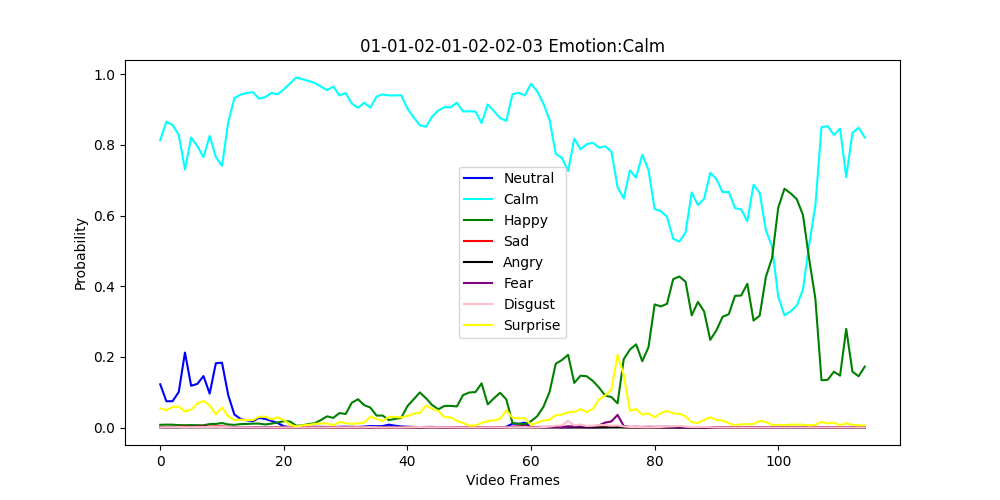 01-01-02-01-02-02-03 Emotion:Calm
1.0
0.8
0.6
0.4
0.2
0.0
Probability
Neutral
Calm
Happy
Sad
Angry
Fear
Disgust
Surprise
0 20 40 60 80 100
Video Frames